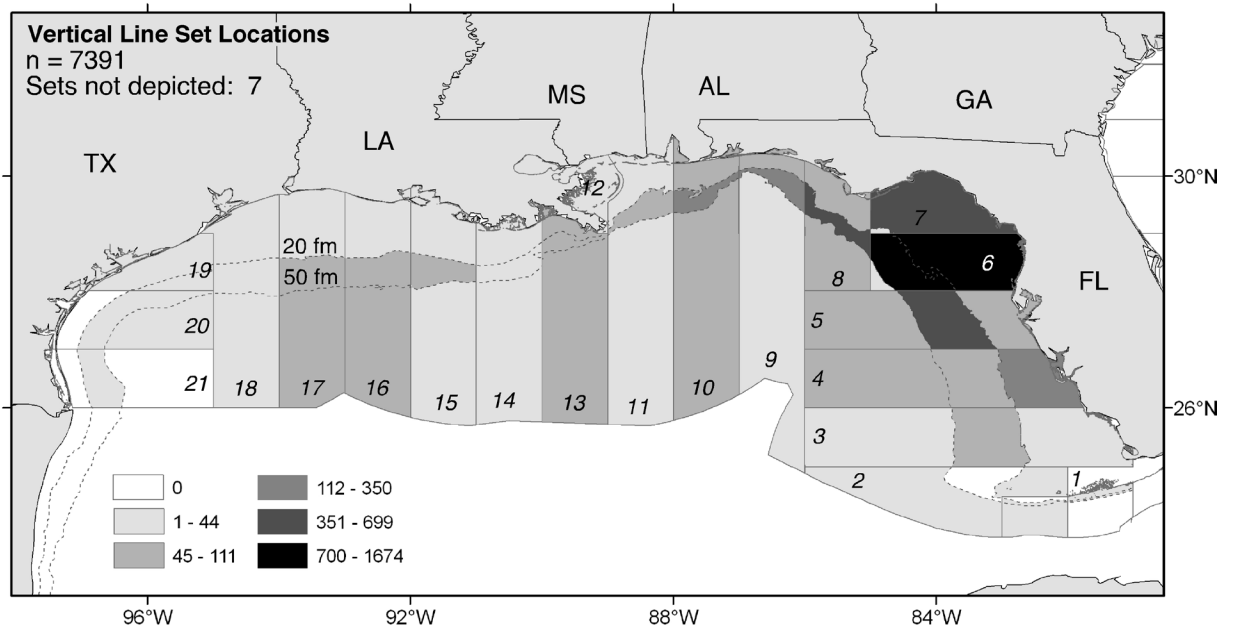 Vertical Line Set Locations
n = 7391
Sets not depicted: 7
TX
LA
MS
AL
GA
FL
30°N
26°N
20 fm
50 fm
12
7
6
19
8
20
5
21
18
17
16
15
14
13
11
10
9
4
3
2
1
0
1 - 44
45 - 111
112 - 350
351 - 699
700 - 1674
96°W
92°W
88°W
84°W